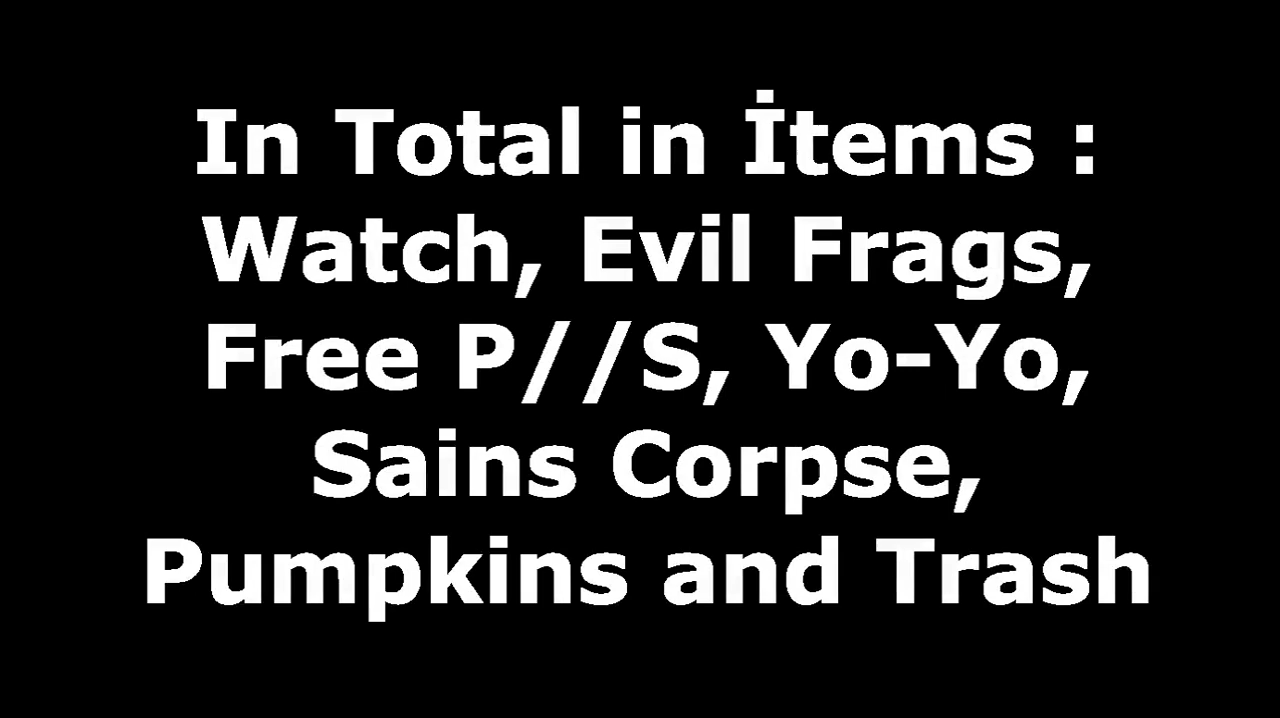 In Total in İtems :
Watch, Evil Frags,
Free P//S, Yo-Yo,
Sains Corpse,
Pumpkins and Trash